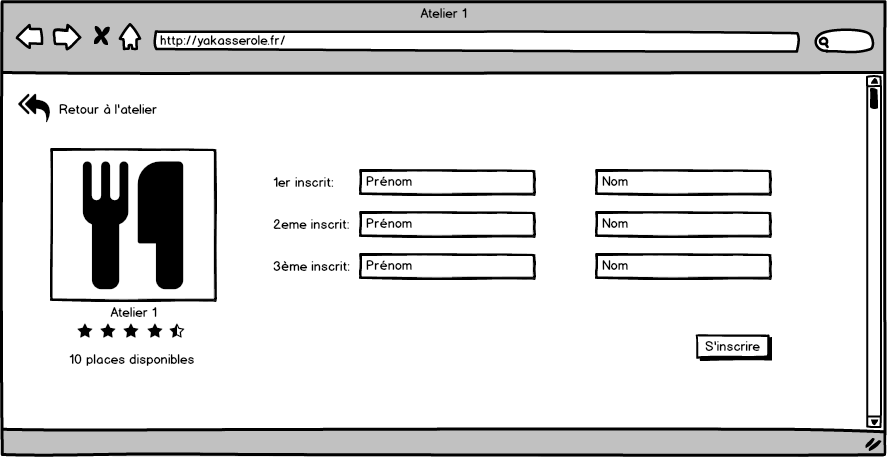 Atelier 1
http://yakasserole.fr/
Retour à l'atelier
1er inscrit: Prénom Nom
2eme inscrit: Prénom Nom
3ème inscrit: Prénom Nom
Atelier 1
10 places disponibles
S'inscrire